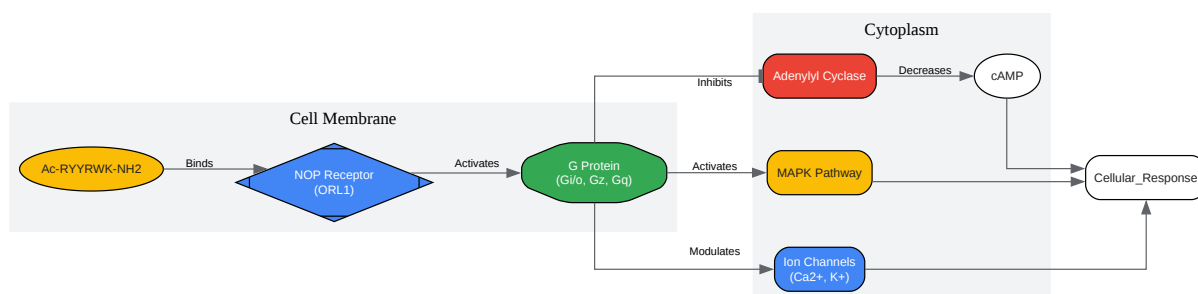 Cytoplasm
Inhibits
Adenylyl Cyclase
Decreases
cAMP
Cell Membrane
Ac-RYYRWK-NH2
Binds
NOP Receptor
(ORL1)
Activates
G Protein
(Gi/o, Gz, Gq)
Activates
MAPK Pathway
Cellular_Response
Modulates
Ion Channels
(Ca2+, K+)